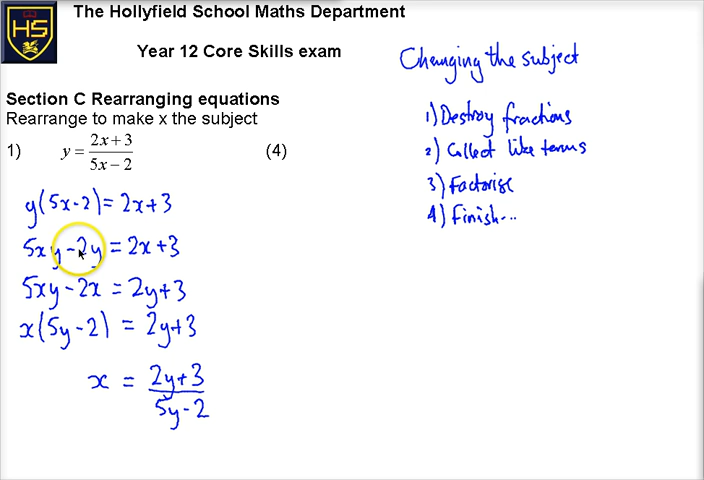 HS
The Hollyfield School Maths Department
Year 12 Core Skills exam
Section C Rearranging equations
Rearrange to make x the subject
1) y = (2x + 3)/(5x − 2) (4)
y(5x-2) = 2x+3
5xy - 2y = 2x+3
5xy - 2x = 2y+3
x(5y-2) = 2y+3
x = (2y+3)/(5y-2)
Changing the subject
1) Destroy fractions
2) Collect like terms
3) Factorise
4) Finish...